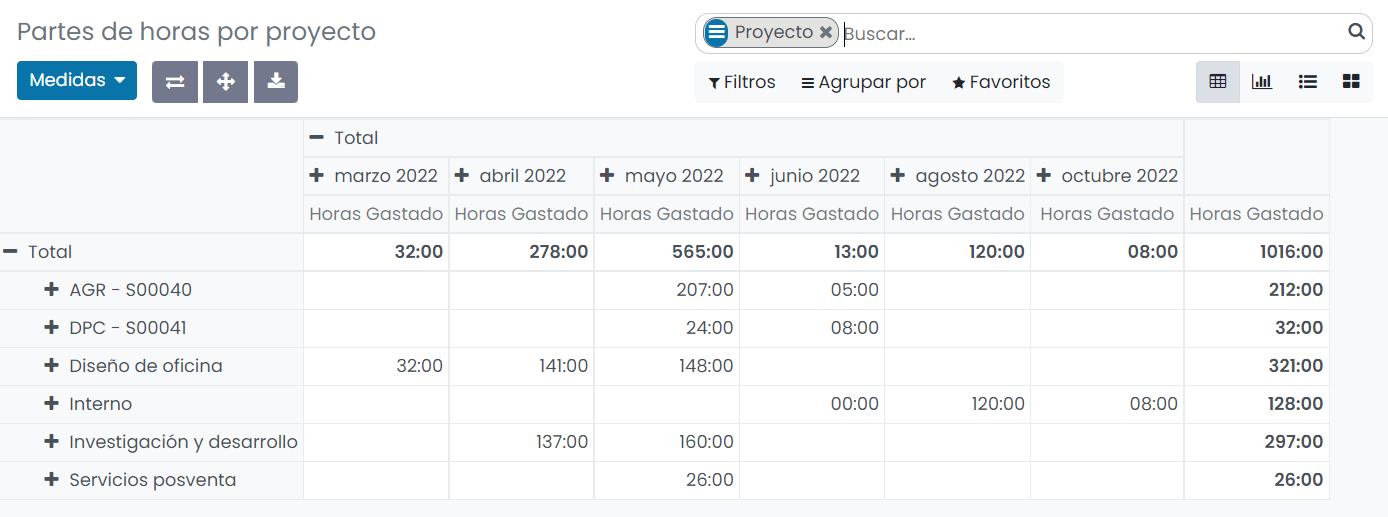 Partes de horas por proyecto
Proyecto Buscar...
Medidas
Filtros Agrupar por Favoritos
Total
marzo 2022 abril 2022 mayo 2022 junio 2022 agosto 2022 octubre 2022
Horas Gastado Horas Gastado Horas Gastado Horas Gastado Horas Gastado Horas Gastado Horas Gastado
Total 32:00 278:00 565:00 13:00 120:00 08:00 1016:00
AGR - S00040 207:00 05:00 212:00
DPC - S00041 24:00 08:00 32:00
Diseño de oficina 32:00 141:00 148:00 321:00
Interno 00:00 120:00 08:00 128:00
Investigación y desarrollo 137:00 160:00 297:00
Servicios posventa 26:00 26:00